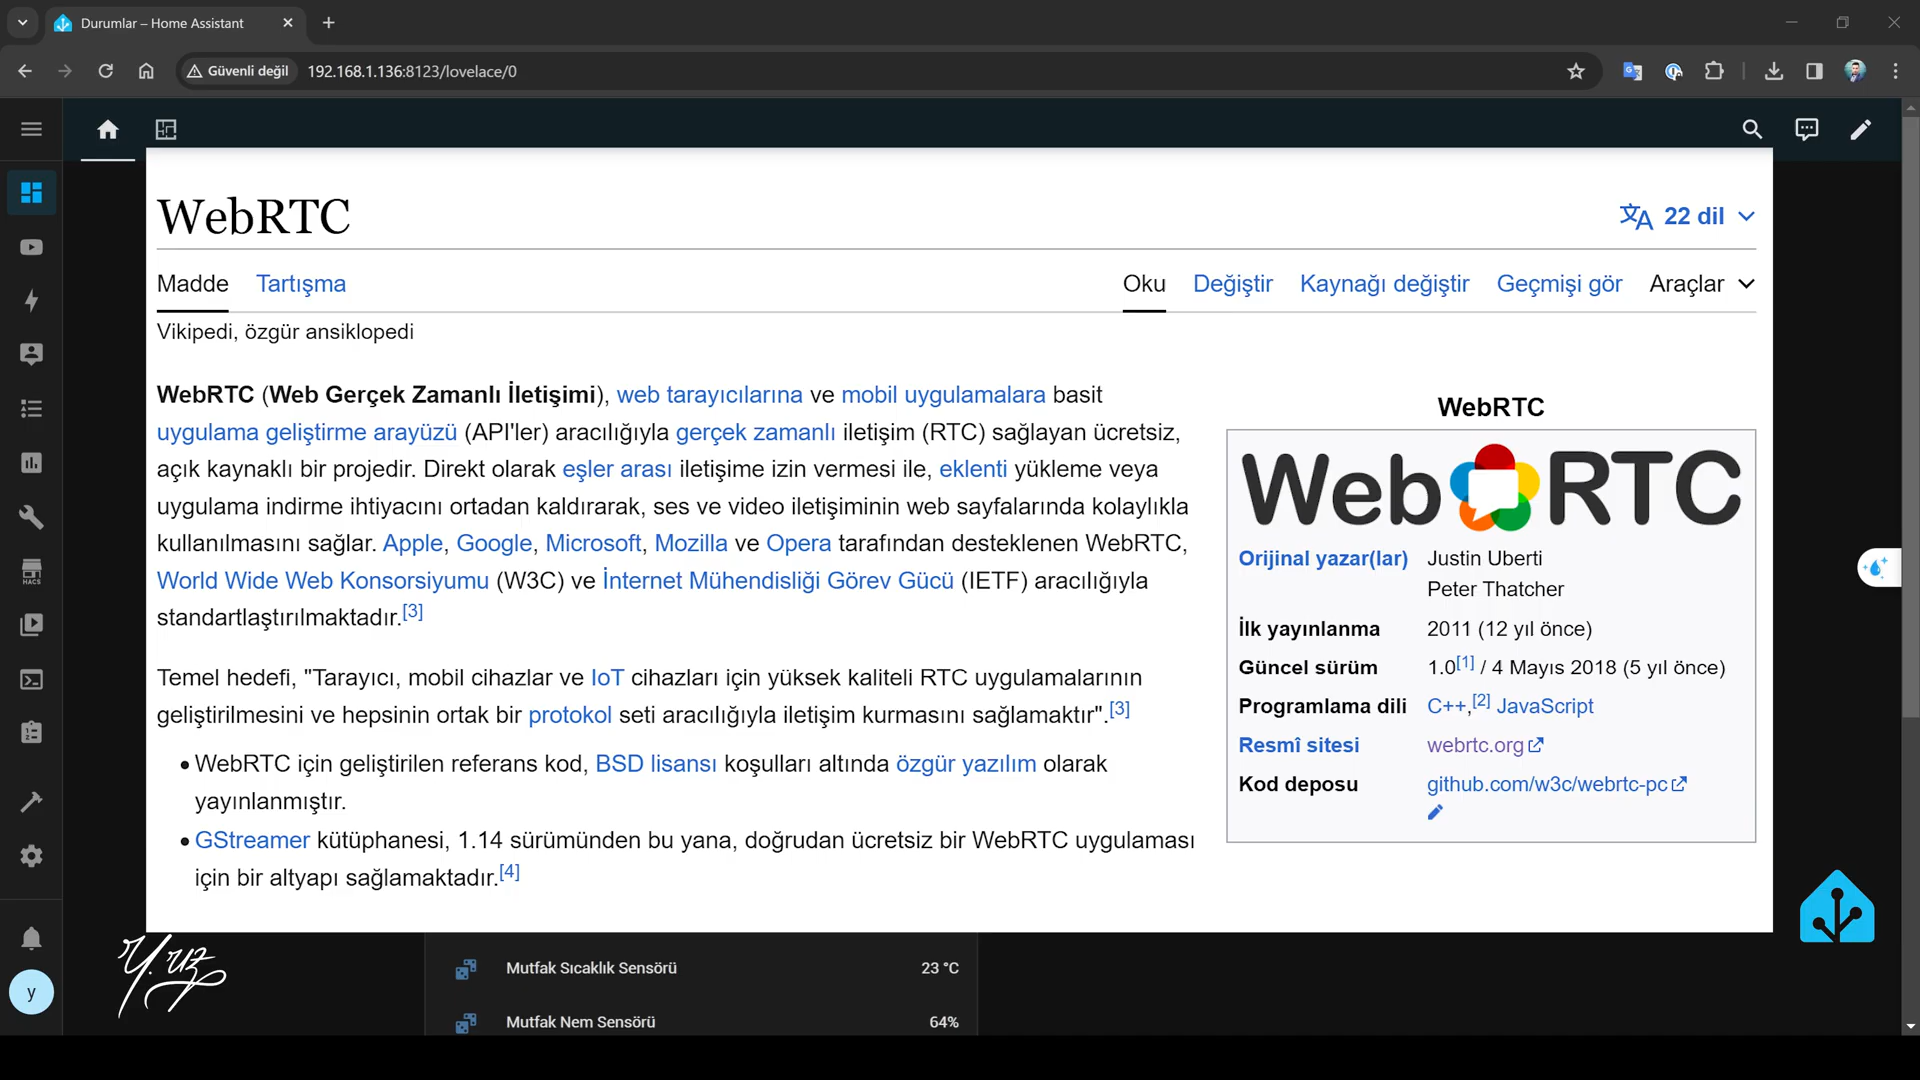 Durumlar – Home Assistant
Güvenli değil
192.168.1.136:8123/lovelace/0
WebRTC
22 dil
Madde
Tartışma
Oku
Değiştir
Kaynağı değiştir
Geçmişi gör
Araçlar
Vikipedi, özgür ansiklopedi
WebRTC (Web Gerçek Zamanlı İletişimi), web tarayıcılarına ve mobil uygulamalara basit
uygulama geliştirme arayüzü (API'ler) aracılığıyla gerçek zamanlı iletişim (RTC) sağlayan ücretsiz,
açık kaynaklı bir projedir. Direkt olarak eşler arası iletişime izin vermesi ile, eklenti yükleme veya
uygulama indirme ihtiyacını ortadan kaldırarak, ses ve video iletişiminin web sayfalarında kolaylıkla
kullanılmasını sağlar. Apple, Google, Microsoft, Mozilla ve Opera tarafından desteklenen WebRTC,
World Wide Web Konsorsiyumu (W3C) ve İnternet Mühendisliği Görev Gücü (IETF) aracılığıyla
standartlaştırılmaktadır.[3]
Temel hedefi, "Tarayıcı, mobil cihazlar ve IoT cihazları için yüksek kaliteli RTC uygulamalarının
geliştirilmesini ve hepsinin ortak bir protokol seti aracılığıyla iletişim kurmasını sağlamaktır".[3]
• WebRTC için geliştirilen referans kod, BSD lisansı koşulları altında özgür yazılım olarak
yayınlanmıştır.
• GStreamer kütüphanesi, 1.14 sürümünden bu yana, doğrudan ücretsiz bir WebRTC uygulaması
için bir altyapı sağlamaktadır.[4]
WebRTC
Web RTC
Orijinal yazar(lar) Justin Uberti
Peter Thatcher
İlk yayınlanma 2011 (12 yıl önce)
Güncel sürüm 1.0[1] / 4 Mayıs 2018 (5 yıl önce)
Programlama dili C++,[2] JavaScript
Resmî sitesi webrtc.org
Kod deposu github.com/w3c/webrtc-pc
HACS
y
Y.uz
Mutfak Sıcaklık Sensörü 23 °C
Mutfak Nem Sensörü 64%